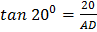 tan 20⁰ = 20/AD